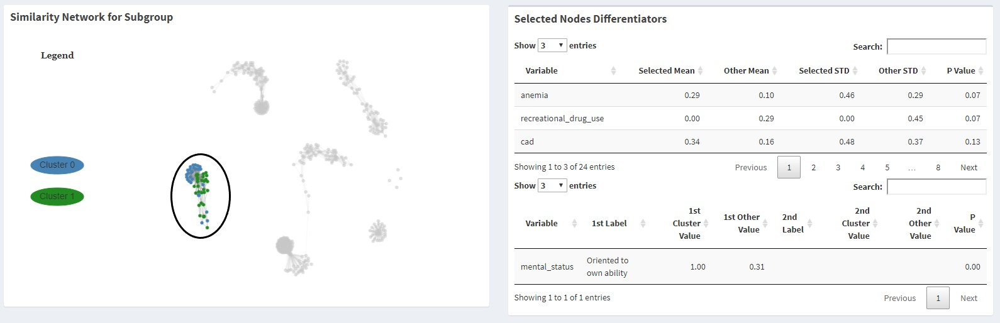 Similarity Network for Subgroup
Legend
Cluster 0
Cluster 1
Selected Nodes Differentiators
Show 3 entries
Search:
Variable Selected Mean Other Mean Selected STD Other STD P Value
anemia 0.29 0.10 0.46 0.29 0.07
recreational_drug_use 0.00 0.29 0.00 0.45 0.07
cad 0.34 0.16 0.48 0.37 0.13
Showing 1 to 3 of 24 entries
Previous 1 2 3 4 5 ... 8 Next
Show 3 entries
Search:
Variable 1st Label 1st Cluster Value 1st Other Value 2nd Label 2nd Cluster Value 2nd Other Value P Value
mental_status Oriented to own ability 1.00 0.31 0.00
Showing 1 to 1 of 1 entries
Previous 1 Next